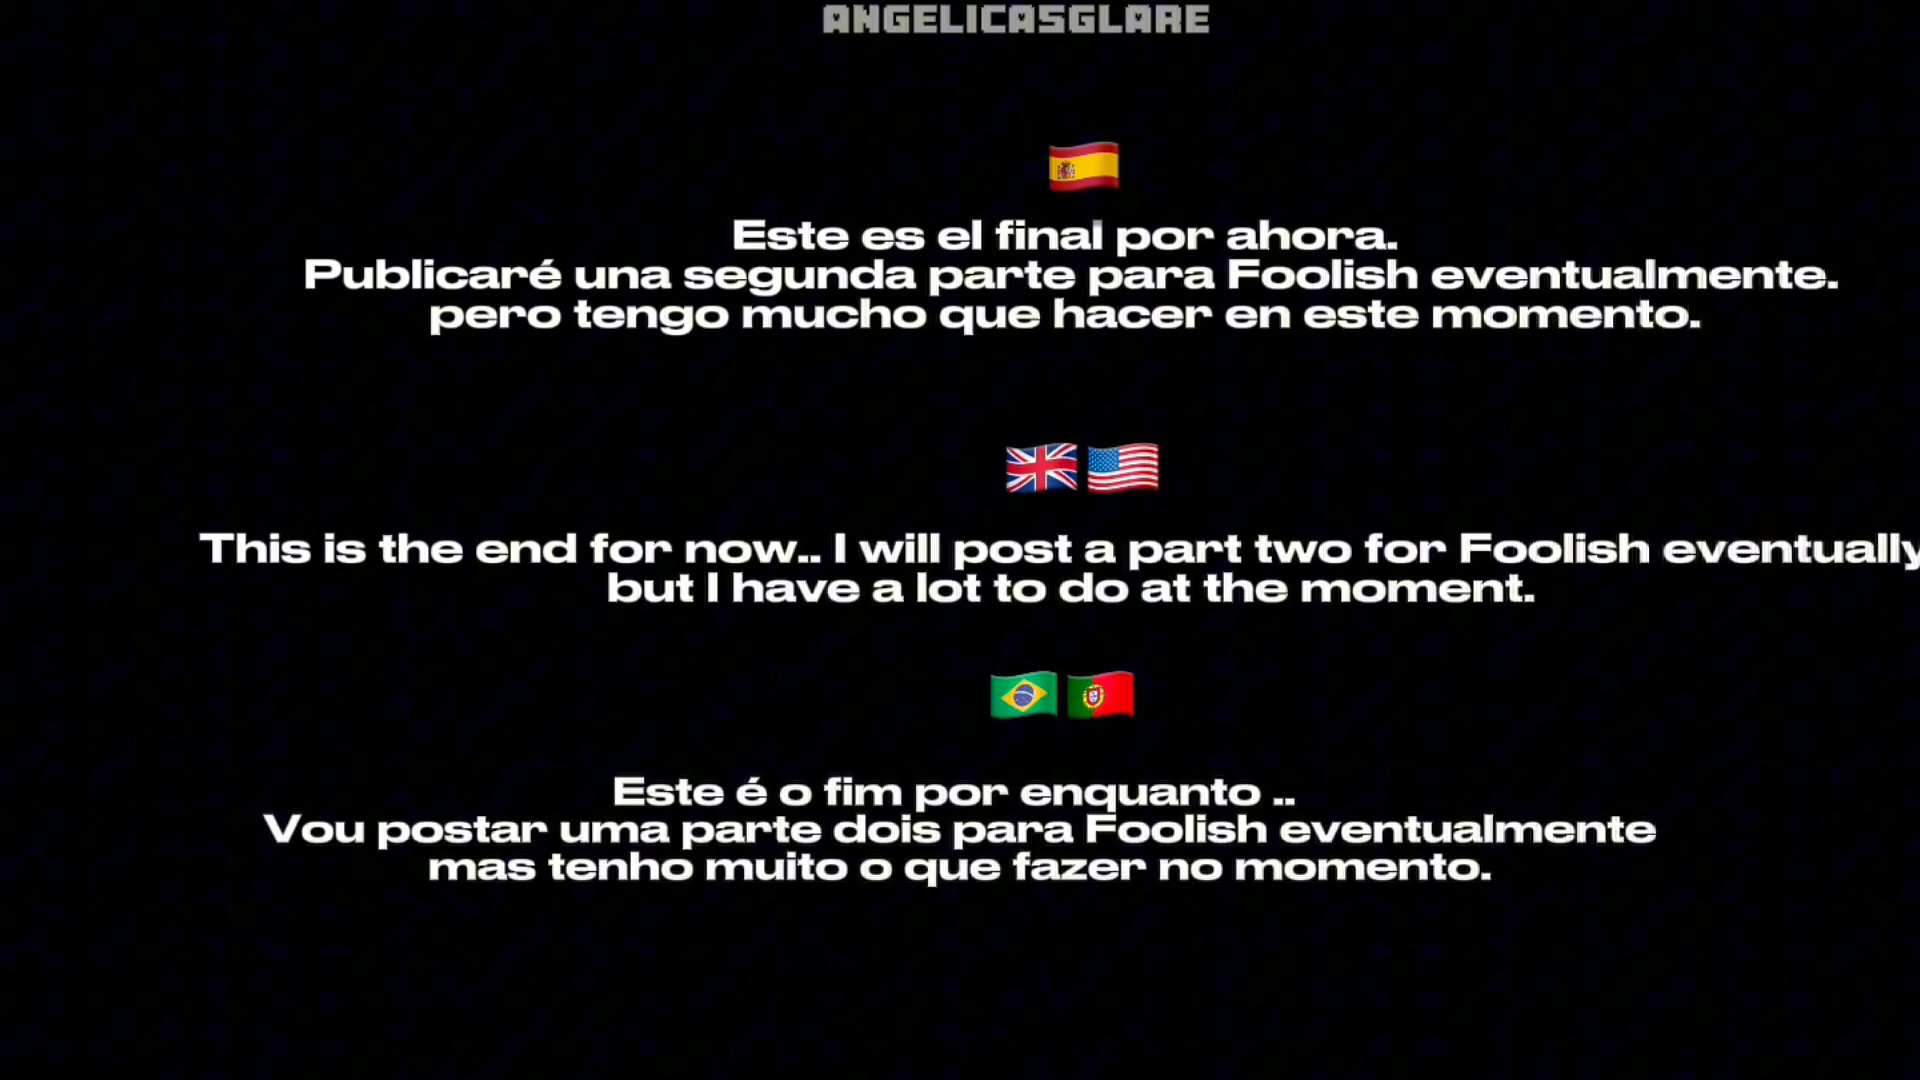 ANGELICASGLARE
Este es el final por ahora.
Publicaré una segunda parte para Foolish eventualmente.
pero tengo mucho que hacer en este momento.
This is the end for now.. I will post a part two for Foolish eventually
but I have a lot to do at the moment.
Este é o fim por enquanto ..
Vou postar uma parte dois para Foolish eventualmente
mas tenho muito o que fazer no momento.